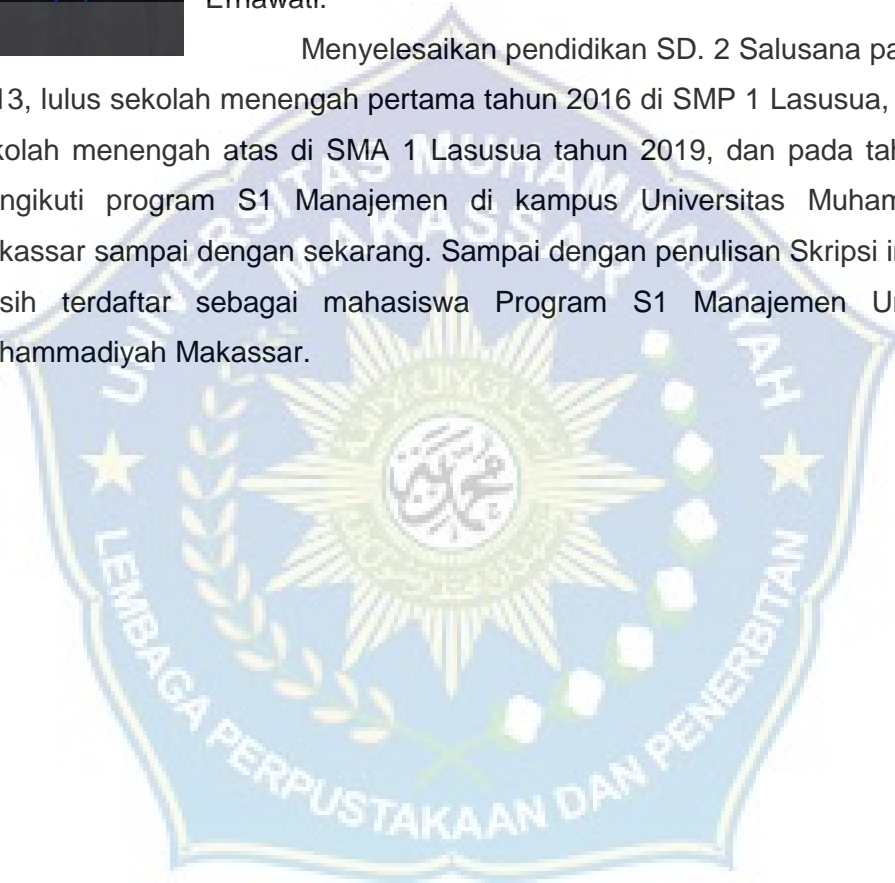 Ernawati.
Menyelesaikan pendidikan SD. 2 Salusana pa
13, lulus sekolah menengah pertama tahun 2016 di SMP 1 Lasusua,
kolah menengah atas di SMA 1 Lasusua tahun 2019, dan pada tah
ngikuti program S1 Manajemen di kampus Universitas Muham
kassar sampai dengan sekarang. Sampai dengan penulisan Skripsi in
sih terdaftar sebagai mahasiswa Program S1 Manajemen Un
hammadiyah Makassar.
UNIVERSITAS MUHAMMADIYAH
MAKASSAR
LEMBAGA PERPUSTAKAAN DAN PENERBITAN